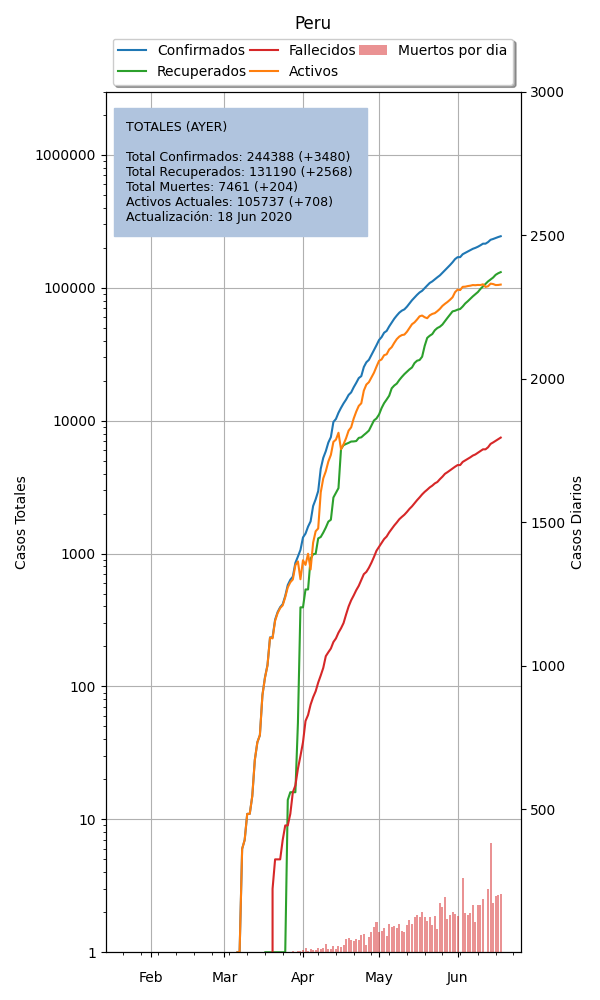 Peru
Confirmados
Fallecidos
Muertos por dia
Recuperados
Activos
TOTALES (AYER)
Total Confirmados: 244388 (+3480)
Total Recuperados: 131190 (+2568)
Total Muertes: 7461 (+204)
Activos Actuales: 105737 (+708)
Actualización: 18 Jun 2020
Casos Totales
1000000
100000
10000
1000
100
10
1
3000
2500
2000
1500
1000
500
Casos Diarios
Feb
Mar
Apr
May
Jun